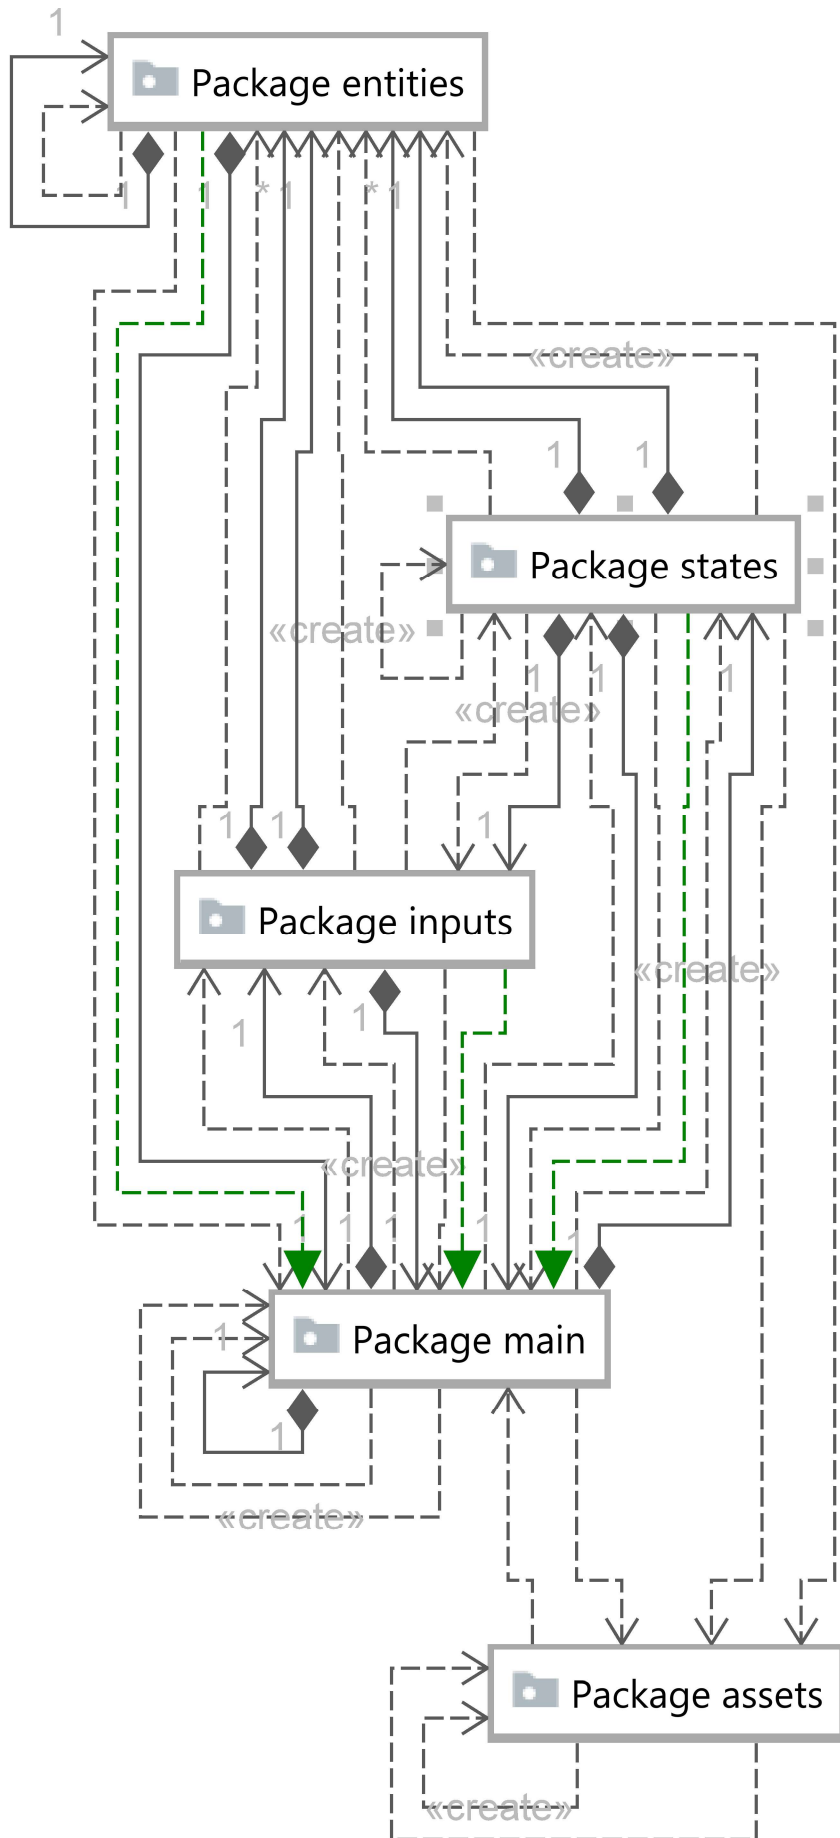 1
Package entities
1
1
* 1
* 1
«create»
1
1
Package states
«create»
1
1
1
«create»
1
1
1
Package inputs
«create»
1
1
«create»
1
1
1
1
1
Package main
1
1
«create»
Package assets
«create»